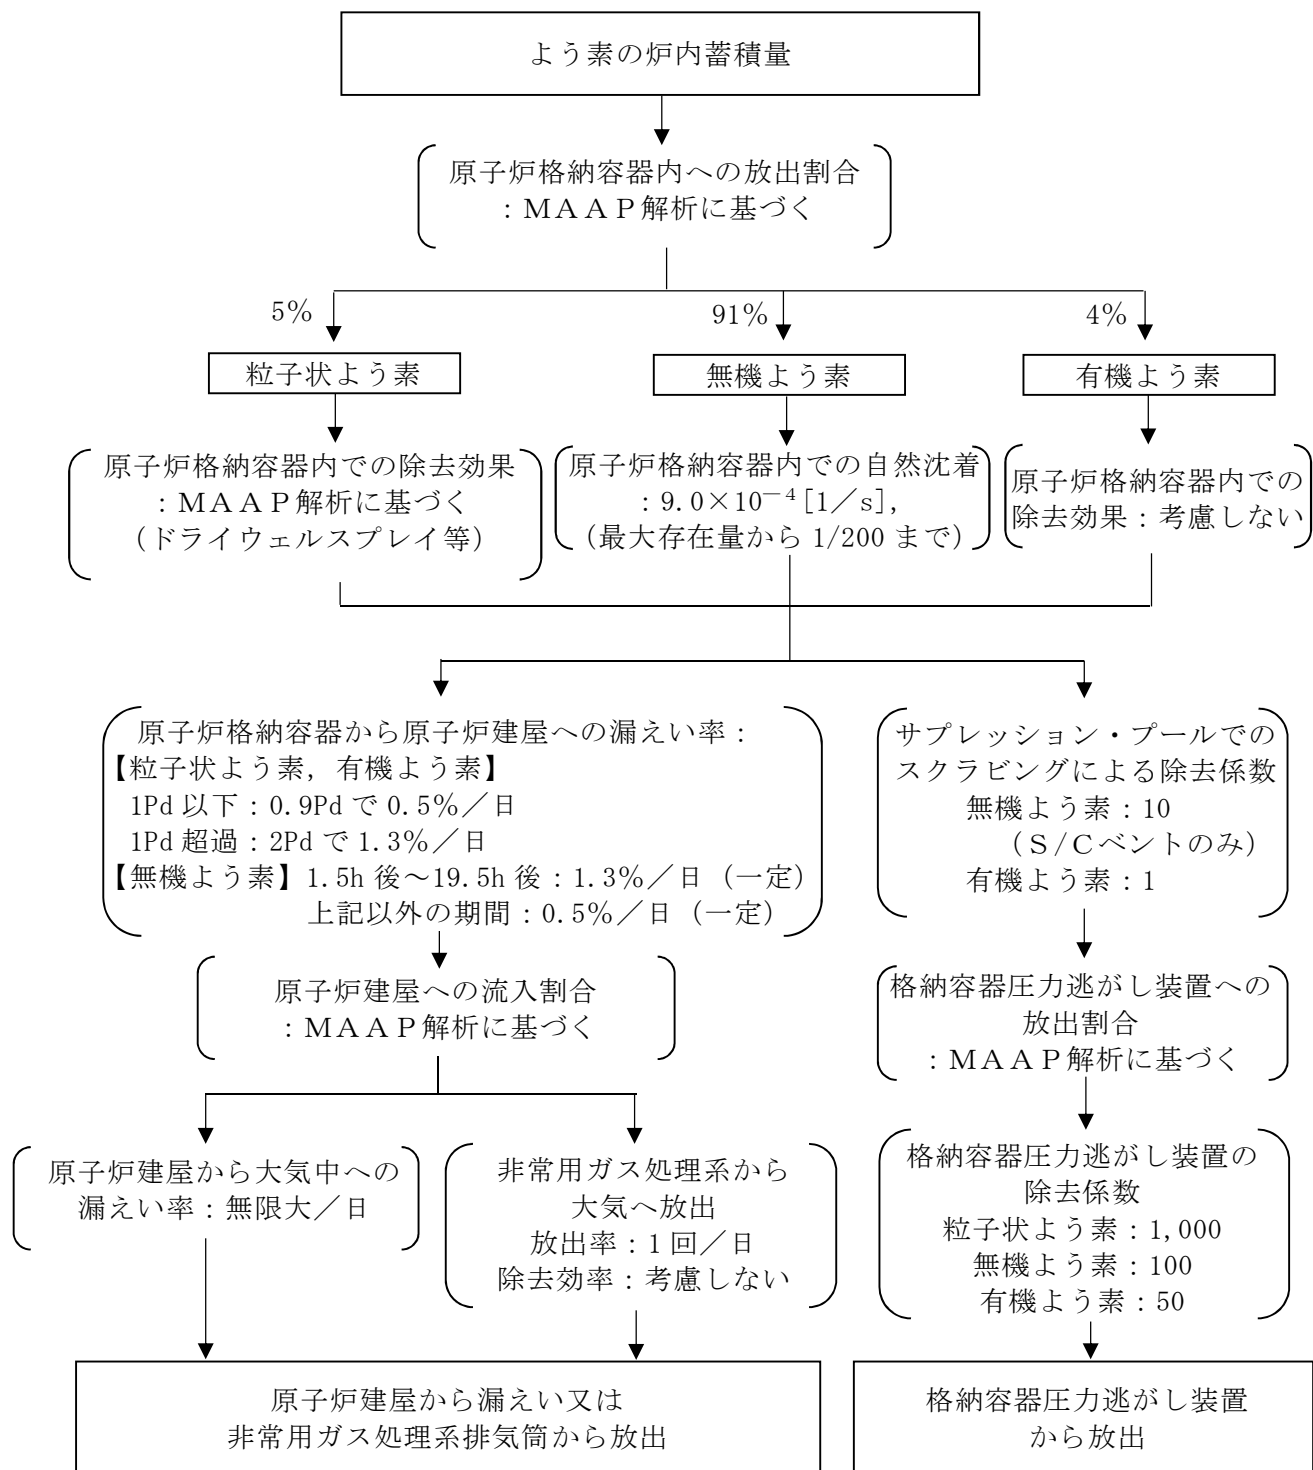 よう素の炉内蓄積量
原子炉格納容器内への放出割合
：ＭＡＡＰ解析に基づく
5%
91%
4%
粒子状よう素
無機よう素
有機よう素
原子炉格納容器内での除去効果
：ＭＡＡＰ解析に基づく
（ドライウェルスプレイ等）
原子炉格納容器内での自然沈着
：9.0×10⁻⁴[1／s],
（最大存在量から 1/200 まで）
原子炉格納容器内での
除去効果：考慮しない
原子炉格納容器から原子炉建屋への漏えい率：
【粒子状よう素，有機よう素】
1Pd 以下：0.9Pd で 0.5%／日
1Pd 超過：2Pd で 1.3%／日
【無機よう素】1.5h 後～19.5h 後：1.3%／日（一定）
上記以外の期間：0.5%／日（一定）
サプレッション・プールでの
スクラビングによる除去係数
無機よう素：10
（Ｓ/Ｃベントのみ）
有機よう素：1
原子炉建屋への流入割合
：ＭＡＡＰ解析に基づく
格納容器圧力逃がし装置への
放出割合
：ＭＡＡＰ解析に基づく
原子炉建屋から大気中への
漏えい率：無限大／日
非常用ガス処理系から
大気へ放出
放出率：1 回／日
除去効率：考慮しない
格納容器圧力逃がし装置の
除去係数
粒子状よう素：1,000
無機よう素：100
有機よう素：50
原子炉建屋から漏えい又は
非常用ガス処理系排気筒から放出
格納容器圧力逃がし装置
から放出